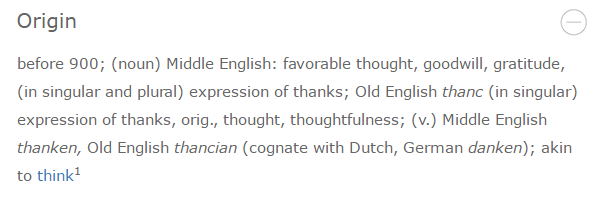 Origin
before 900; (noun) Middle English: favorable thought, goodwill, gratitude,
(in singular and plural) expression of thanks; Old English thanc (in singular)
expression of thanks, orig., thought, thoughtfulness; (v.) Middle English
thanken, Old English thancian (cognate with Dutch, German danken); akin
to think¹